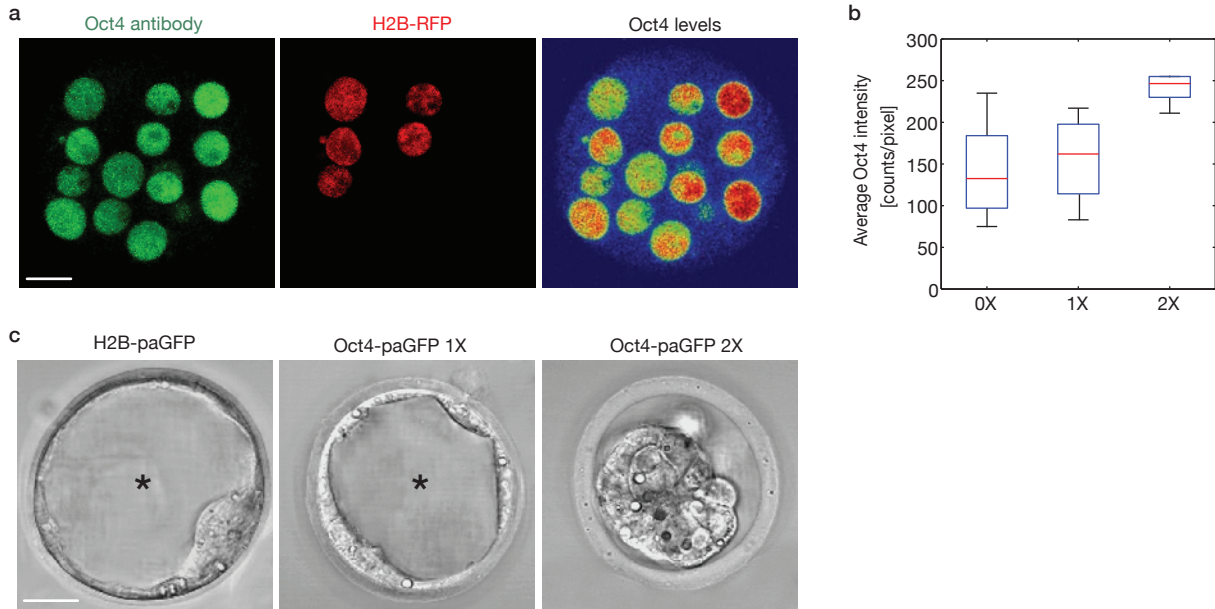 a
Oct4 antibody
H2B-RFP
Oct4 levels
b
Average Oct4 intensity
[counts/pixel]
300
250
200
150
100
50
0
0X
1X
2X
c
H2B-paGFP
Oct4-paGFP 1X
Oct4-paGFP 2X
*
*